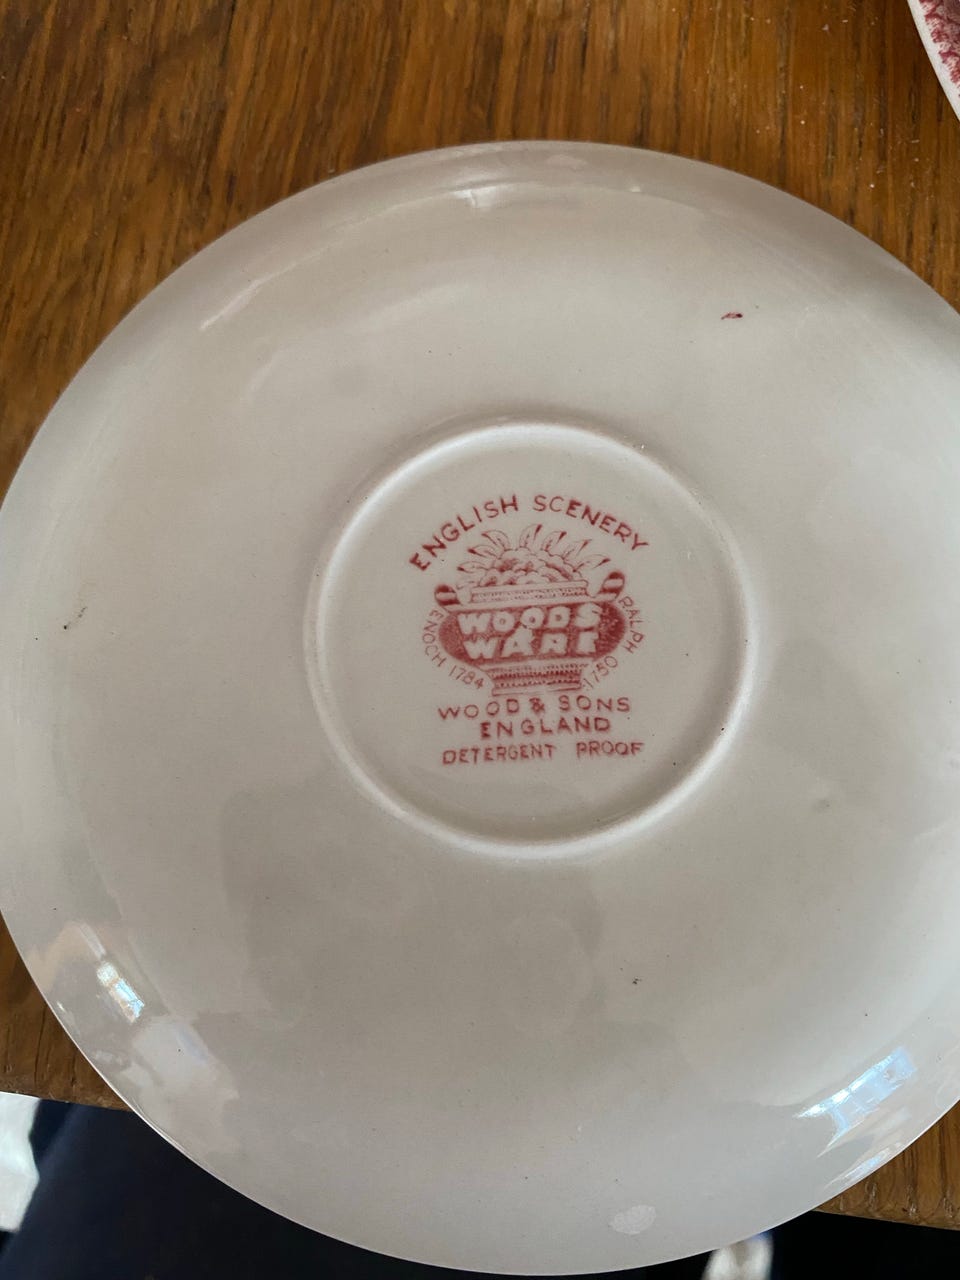 ENGLISH SCENERY
WOODS
WARE
ENOCH 1784
RALPH 1750
WOOD & SONS
ENGLAND
DETERGENT PROOF